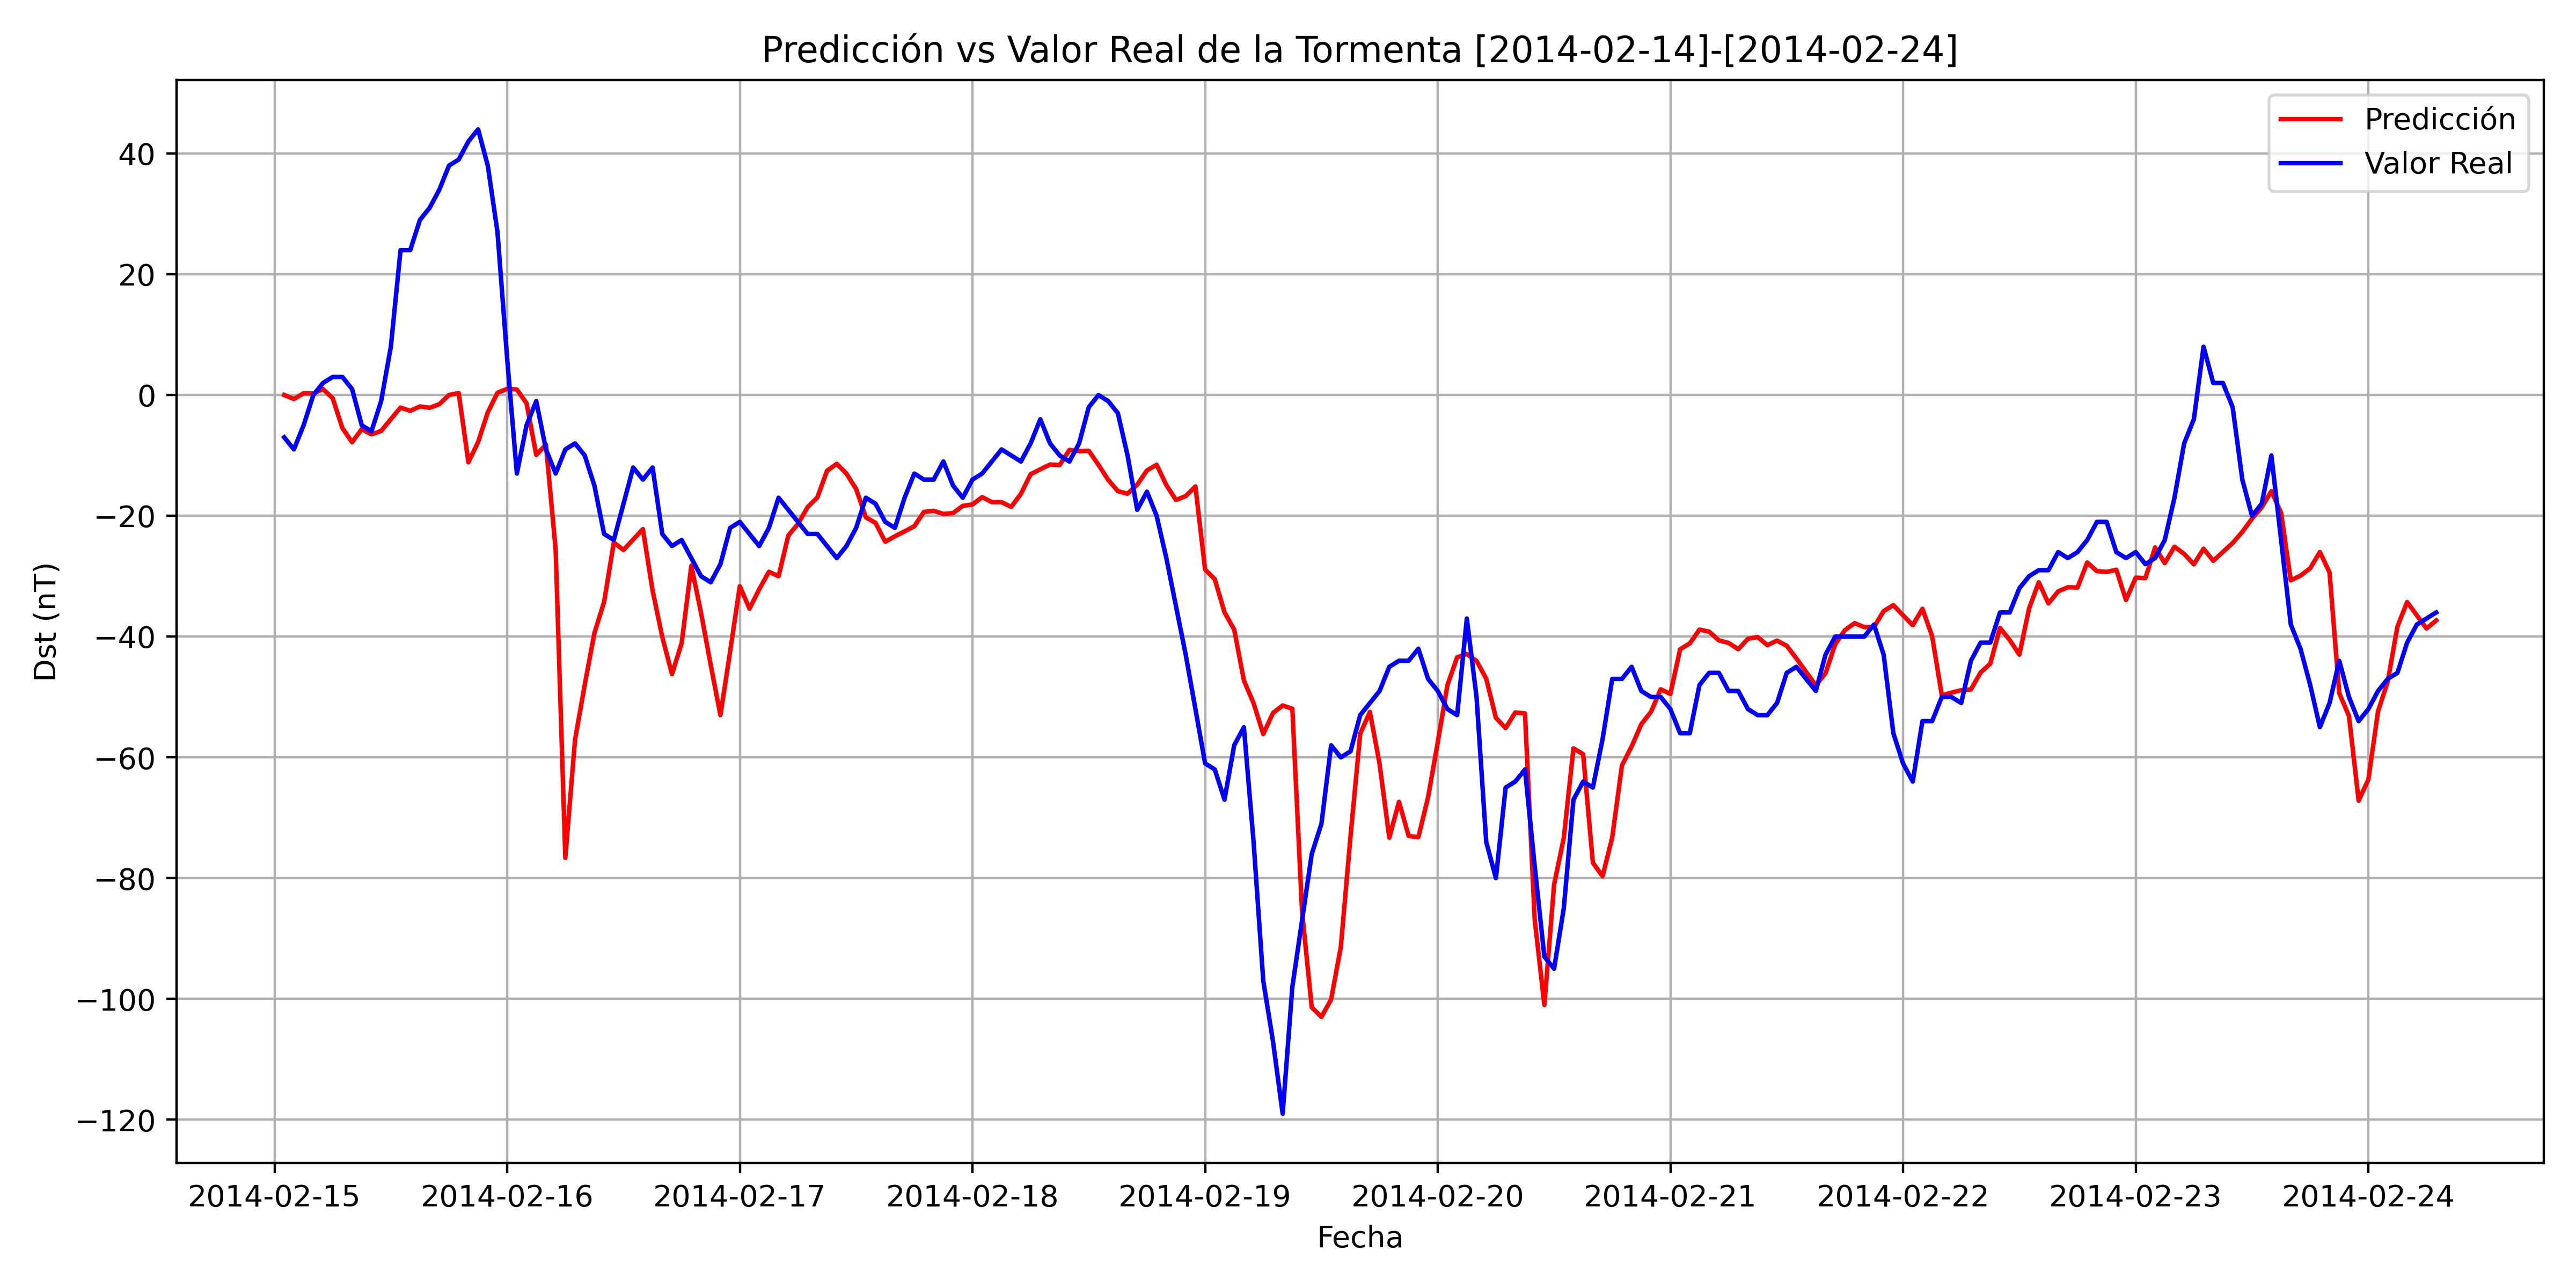 Predicción vs Valor Real de la Tormenta [2014-02-14]-[2014-02-24]
Predicción
Valor Real
40
20
0
−20
−40
−60
−80
−100
−120
Dst (nT)
2014-02-15 2014-02-16 2014-02-17 2014-02-18 2014-02-19 2014-02-20 2014-02-21 2014-02-22 2014-02-23 2014-02-24
Fecha